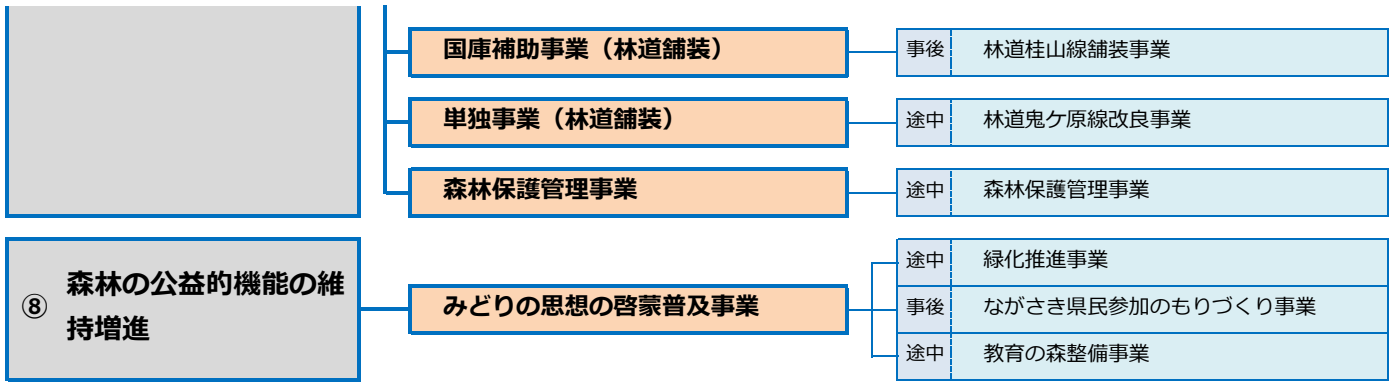 国庫補助事業（林道舗装）
事後 林道桂山線舗装事業
単独事業（林道舗装）
途中 林道鬼ケ原線改良事業
森林保護管理事業
途中 森林保護管理事業
⑧ 森林の公益的機能の維
持増進
みどりの思想の啓蒙普及事業
途中 緑化推進事業
事後 ながさき県民参加のもりづくり事業
途中 教育の森整備事業